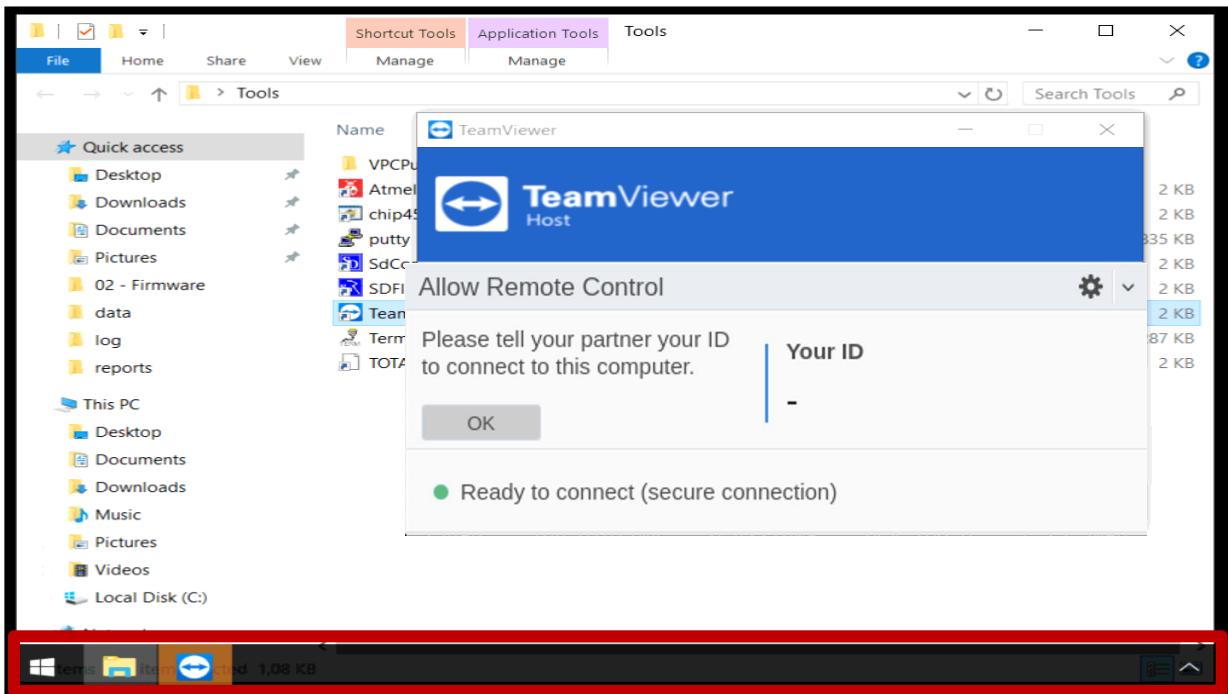 Shortcut Tools
Application Tools
Tools
File
Home
Share
View
Manage
Manage
> Tools
Search Tools
Name
Quick access
Desktop
Downloads
Documents
Pictures
02 - Firmware
data
log
reports
This PC
Desktop
Documents
Downloads
Music
Pictures
Videos
Local Disk (C:)
VPCPu
Atmel
2 KB
chip45
2 KB
putty
335 KB
2 KB
SDFI
2 KB
Team
2 KB
Term
287 KB
TOTA
2 KB
TeamViewer
TeamViewer
Host
Allow Remote Control
Please tell your partner your ID
to connect to this computer.
OK
Your ID
-
Ready to connect (secure connection)
1,08 KB